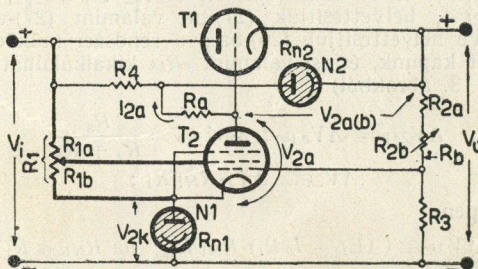 T1
+
+
Rn2
N2
R4
Ra
I2a
T2
V2a(b)
R2a
Vi
R1
R1a
R1b
V2a
R2b
Rb
V2k
N1
Rn1
R3